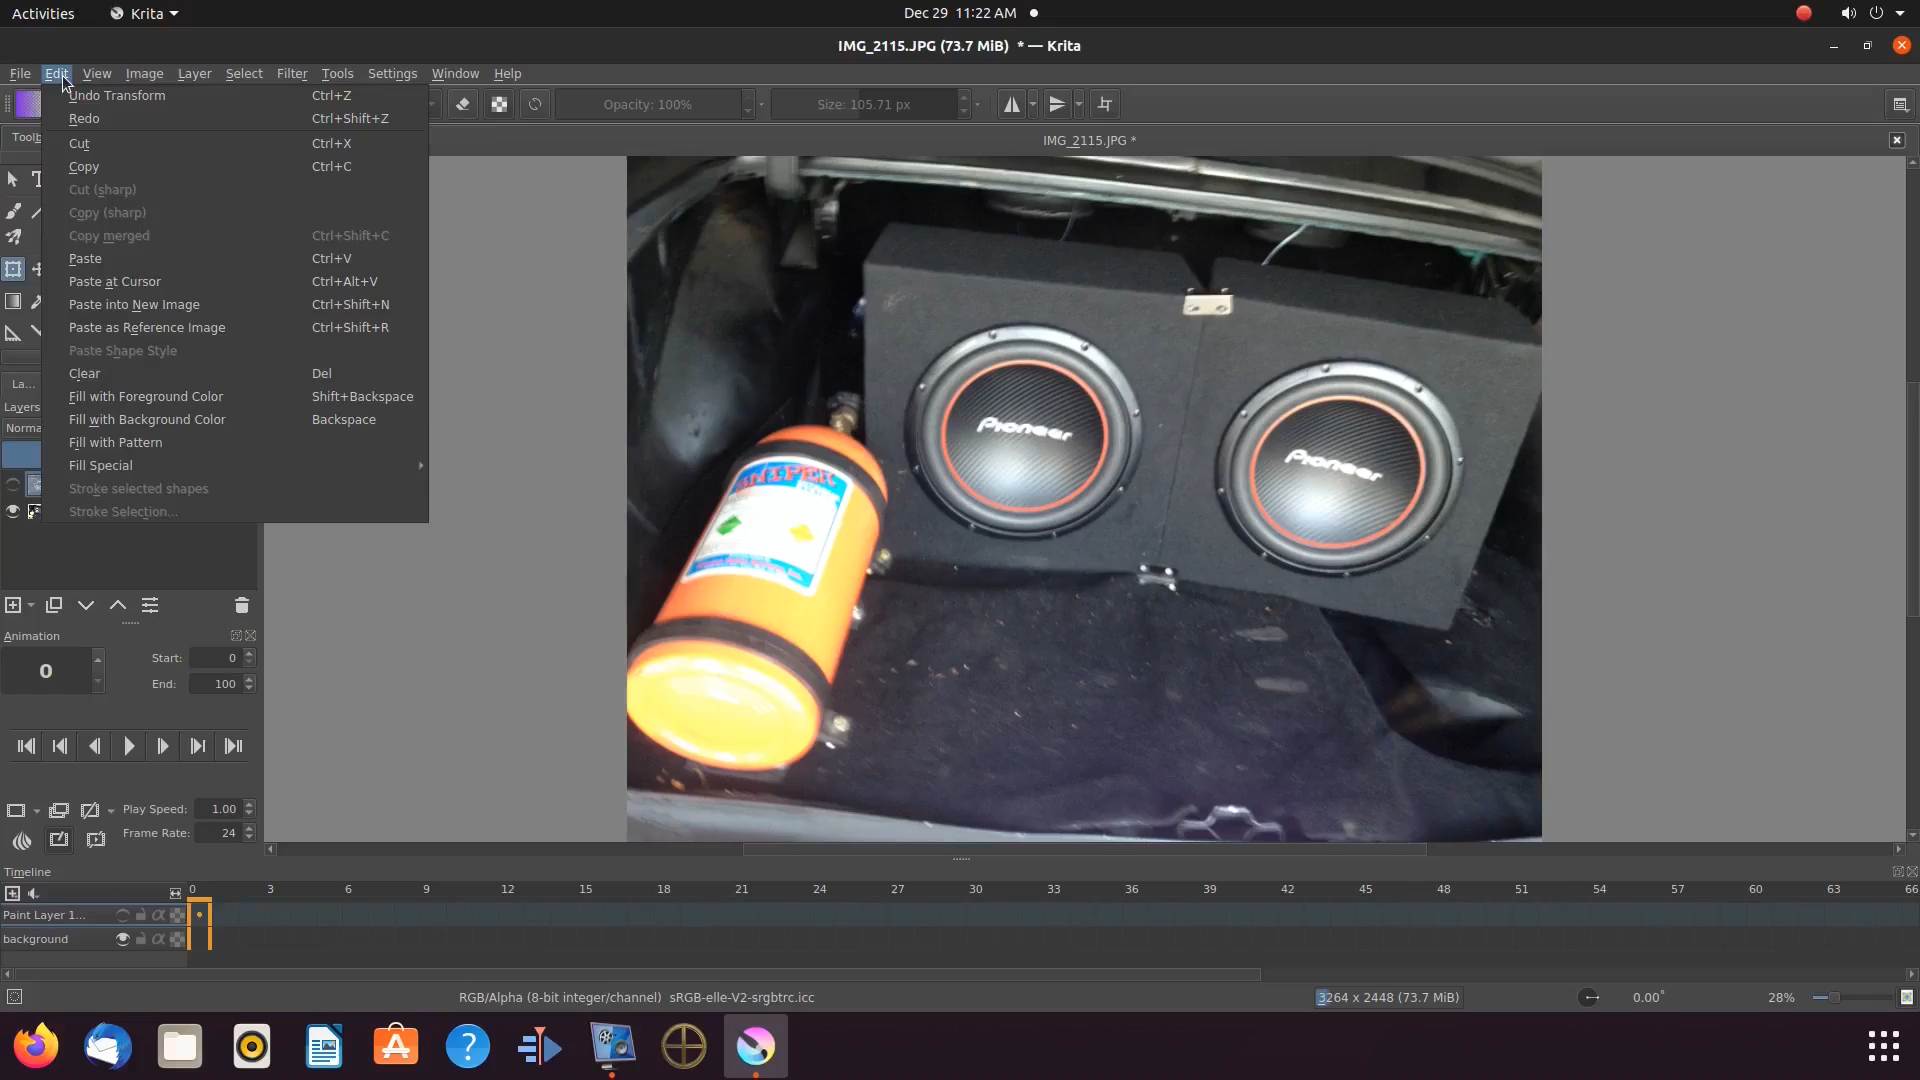 Activities Krita Dec 29 11:22 AM
IMG_2115.JPG (73.7 MiB) * — Krita
File Edit View Image Layer Select Filter Tools Settings Window Help
Undo Transform Ctrl+Z
Opacity: 100% Size: 105.71 px
Redo Ctrl+Shift+Z
Toolb
IMG_2115.JPG *
Cut Ctrl+X
Copy Ctrl+C
Cut (sharp)
Copy (sharp)
Copy merged Ctrl+Shift+C
Paste Ctrl+V
Paste at Cursor Ctrl+Alt+V
Paste into New Image Ctrl+Shift+N
Paste as Reference Image Ctrl+Shift+R
Paste Shape Style
Clear Del
La...
Fill with Foreground Color Shift+Backspace
Layers
Fill with Background Color Backspace
Norma
Fill with Pattern
Fill Special
Stroke selected shapes
Stroke Selection...
Pioneer
Pioneer
SNIPER
Animation
0 Start: 0
End: 100
Play Speed: 1.00
Frame Rate: 24
Timeline
0 3 6 9 12 15 18 21 24 27 30 33 36 39 42 45 48 51 54 57 60 63 66
Paint Layer 1...
background
RGB/Alpha (8-bit integer/channel) sRGB-elle-V2-srgbtrc.icc 3264 x 2448 (73.7 MiB) 0.00° 28%